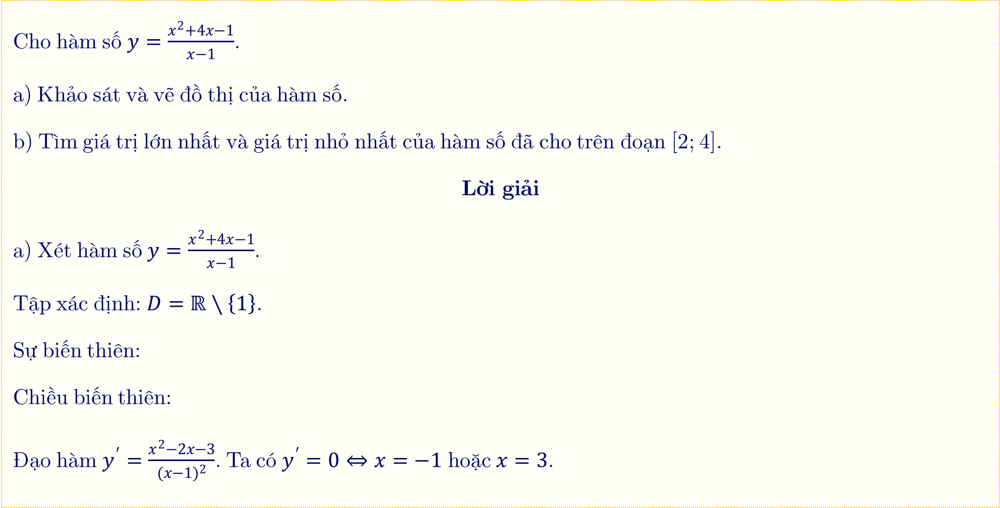 Cho hàm số $y = \frac{x^2+4x-1}{x-1}$.
a) Khảo sát và vẽ đồ thị của hàm số.
b) Tìm giá trị lớn nhất và giá trị nhỏ nhất của hàm số đã cho trên đoạn [2; 4].
Lời giải
a) Xét hàm số $y = \frac{x^2+4x-1}{x-1}$.
Tập xác định: $D = \mathbb{R} \setminus \{1\}$.
Sự biến thiên:
Chiều biến thiên:
Đạo hàm $y' = \frac{x^2-2x-3}{(x-1)^2}$. Ta có $y' = 0 \Leftrightarrow x = -1$ hoặc $x = 3$.